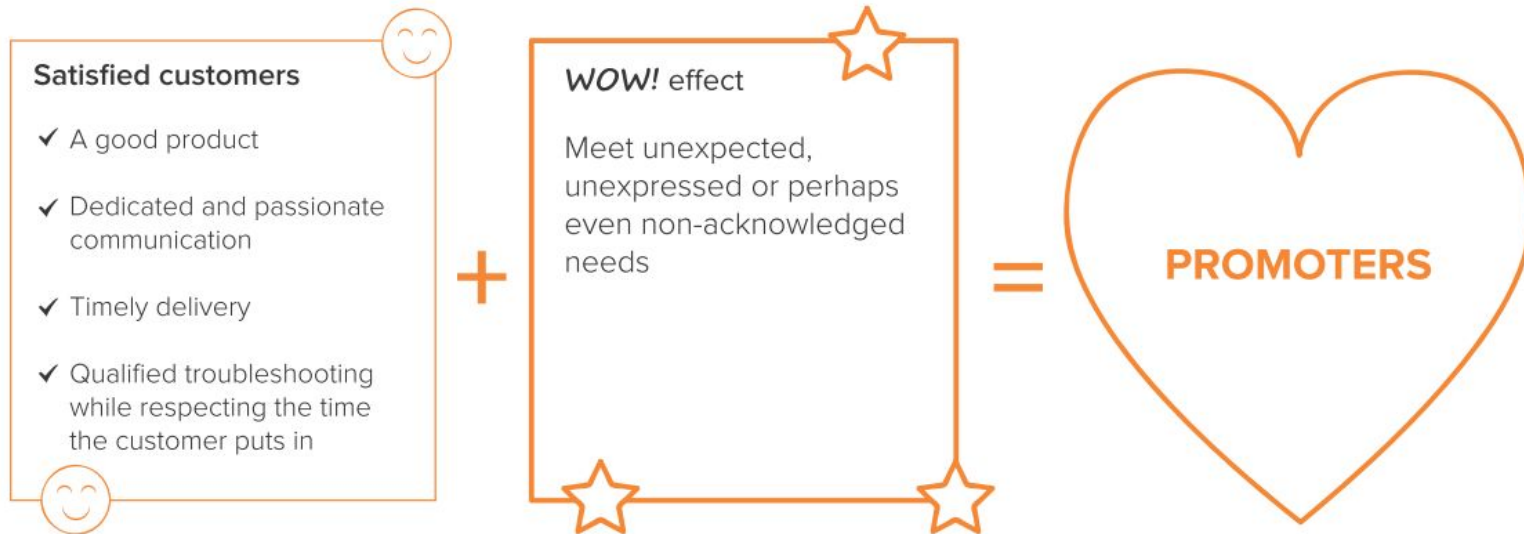 Satisfied customers
✓ A good product
✓ Dedicated and passionate
communication
✓ Timely delivery
✓ Qualified troubleshooting
while respecting the time
the customer puts in
+
WOW! effect
Meet unexpected,
unexpressed or perhaps
even non-acknowledged
needs
=
PROMOTERS